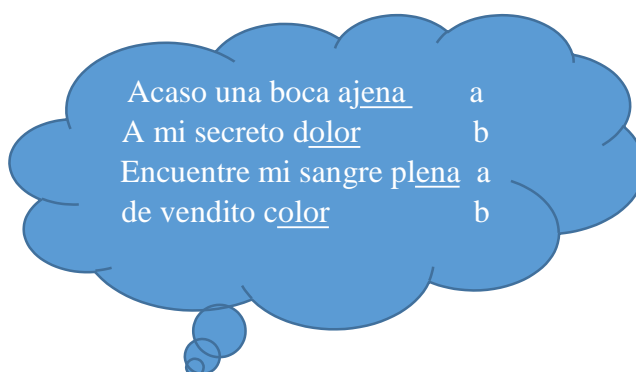 Acaso una boca ajena a
A mi secreto dolor b
Encuentre mi sangre plena a
de vendito color b